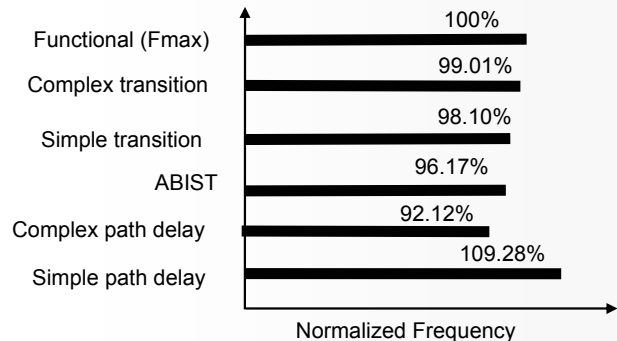 Functional (Fmax)
100%
Complex transition
99.01%
Simple transition
98.10%
ABIST
96.17%
Complex path delay
92.12%
Simple path delay
109.28%
Normalized Frequency